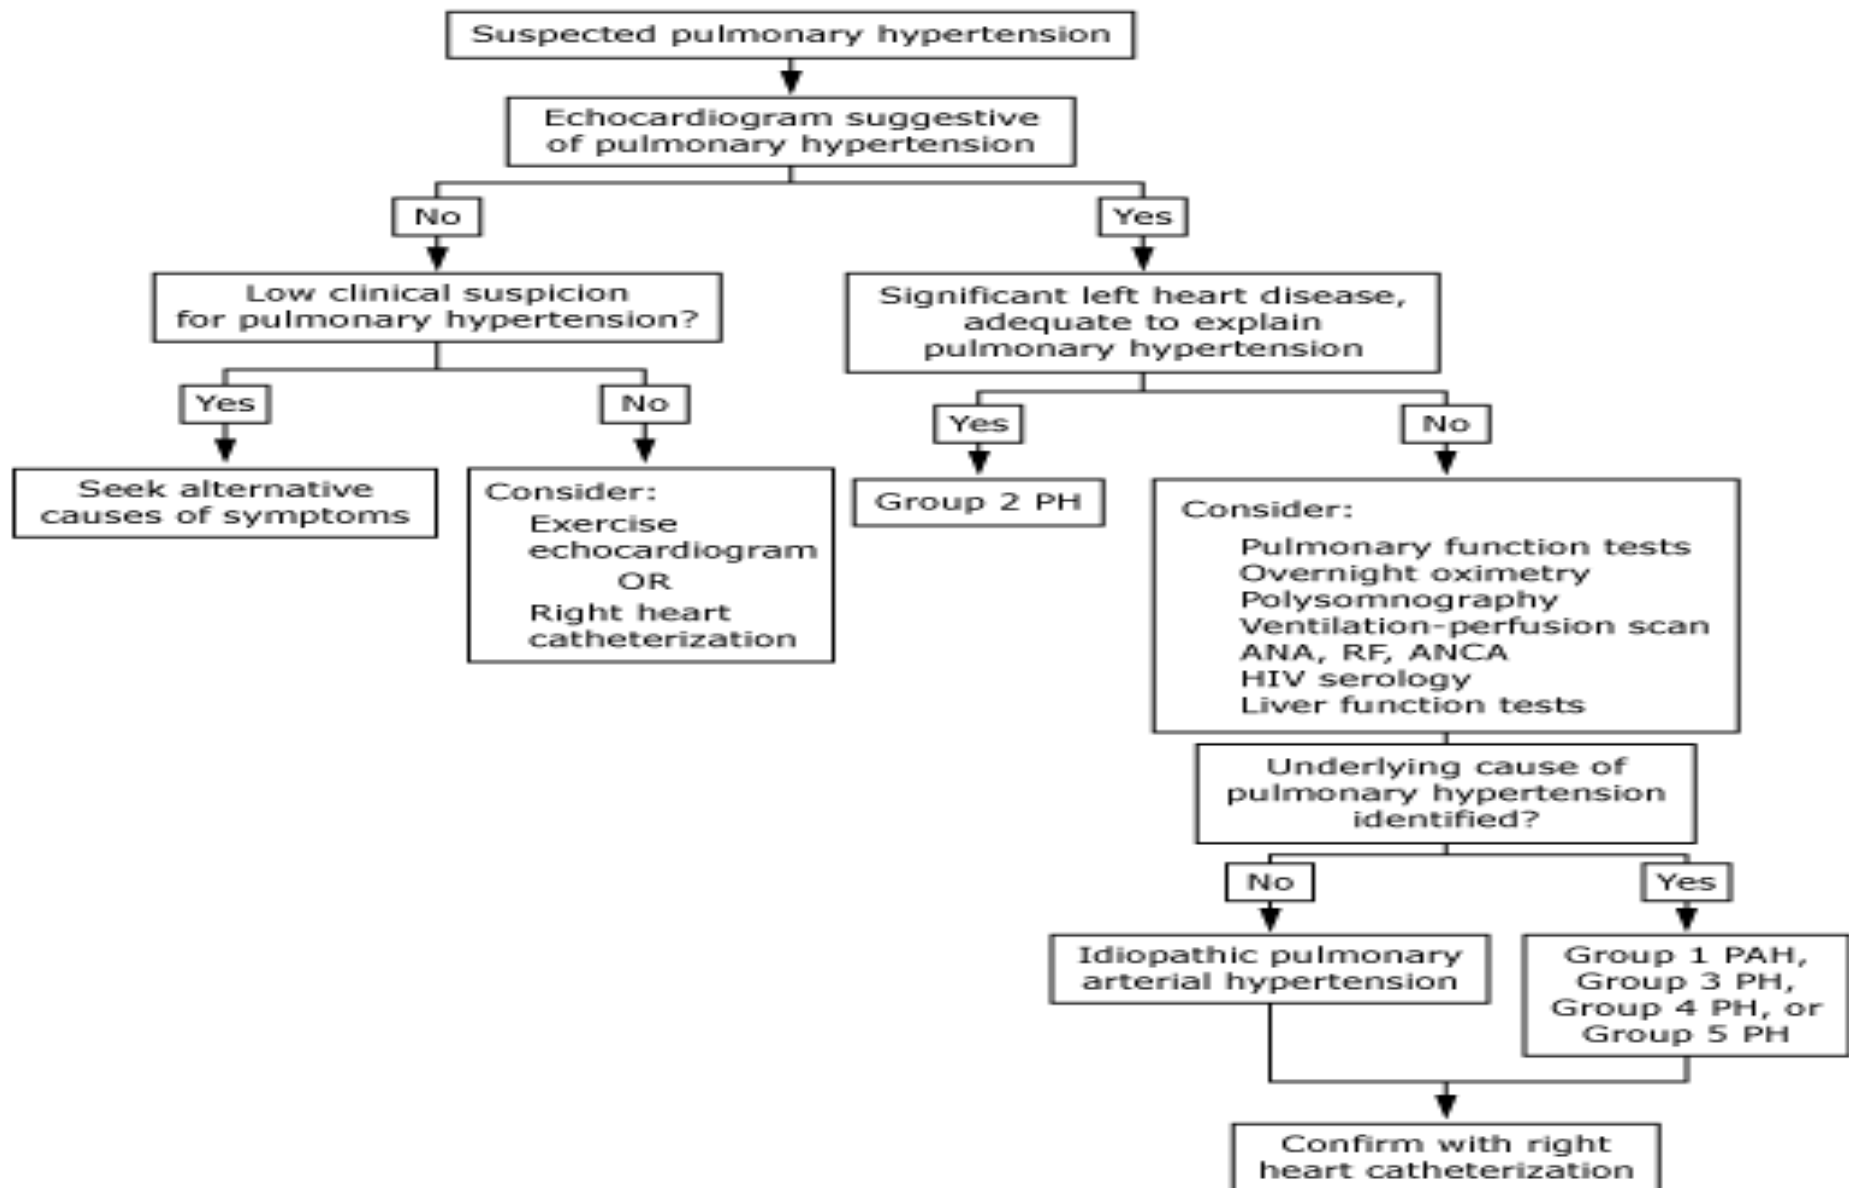 Suspected pulmonary hypertension
Echocardiogram suggestive
of pulmonary hypertension
No
Yes
Low clinical suspicion
for pulmonary hypertension?
Significant left heart disease,
adequate to explain
pulmonary hypertension
Yes
No
Yes
No
Seek alternative
causes of symptoms
Consider:
Exercise
echocardiogram
OR
Right heart
catheterization
Group 2 PH
Consider:
Pulmonary function tests
Overnight oximetry
Polysomnography
Ventilation-perfusion scan
ANA, RF, ANCA
HIV serology
Liver function tests
Underlying cause of
pulmonary hypertension
identified?
No
Yes
Idiopathic pulmonary
arterial hypertension
Group 1 PAH,
Group 3 PH,
Group 4 PH, or
Group 5 PH
Confirm with right
heart catheterization